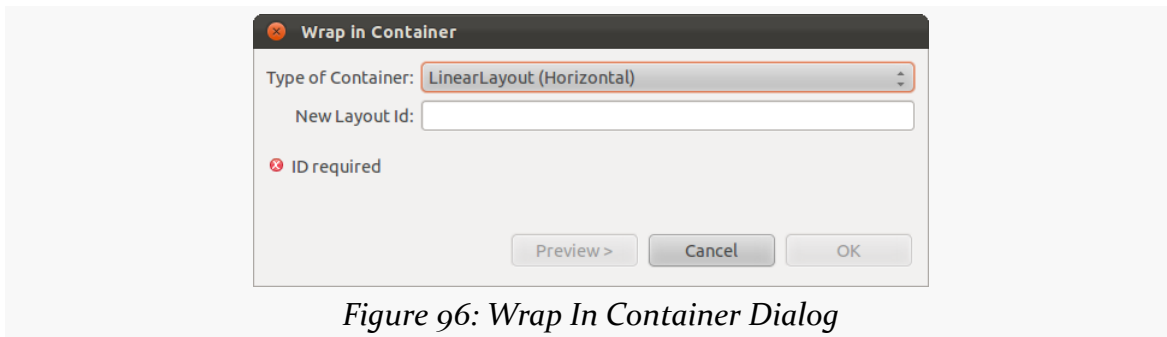 Wrap in Container
Type of Container: LinearLayout (Horizontal)
New Layout Id:
ID required
Preview > Cancel OK
Figure 96: Wrap In Container Dialog